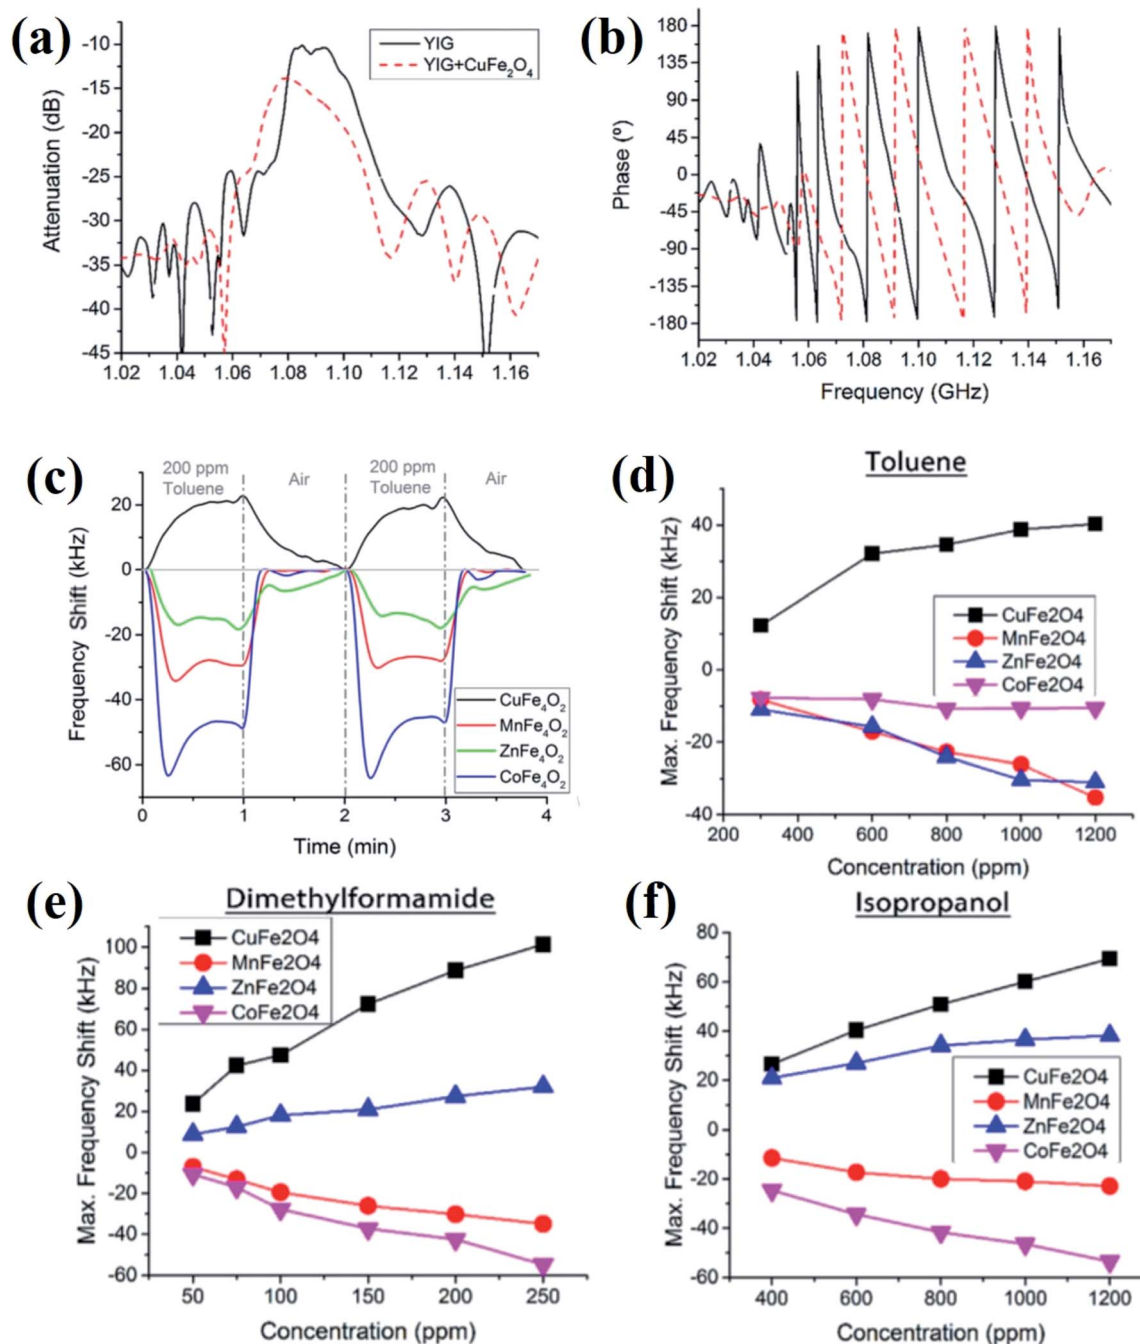 (a)
-10
-15
-20
-25
-30
-35
-40
-45
Attenuation (dB)
YIG
YIG+CuFe₂O₄
1.02 1.04 1.06 1.08 1.10 1.12 1.14 1.16
(b)
180
135
90
45
0
-45
-90
-135
-180
Phase (º)
1.02 1.04 1.06 1.08 1.10 1.12 1.14 1.16
Frequency (GHz)
(c)
200 ppm
Toluene
Air
200 ppm
Toluene
Air
20
0
-20
-40
-60
Frequency Shift (kHz)
CuFe₄O₂
MnFe₄O₂
ZnFe₄O₂
CoFe₄O₂
0 1 2 3 4
Time (min)
(d)
Toluene
40
20
0
-20
-40
Max. Frequency Shift (kHz)
CuFe2O4
MnFe2O4
ZnFe2O4
CoFe2O4
200 400 600 800 1000 1200
Concentration (ppm)
(e)
Dimethylformamide
100
80
60
40
20
0
-20
-40
-60
Max. Frequency Shift (kHz)
CuFe2O4
MnFe2O4
ZnFe2O4
CoFe2O4
50 100 150 200 250
Concentration (ppm)
(f)
Isopropanol
80
60
40
20
0
-20
-40
-60
Max. Frequency Shift (kHz)
CuFe2O4
MnFe2O4
ZnFe2O4
CoFe2O4
400 600 800 1000 1200
Concentration (ppm)